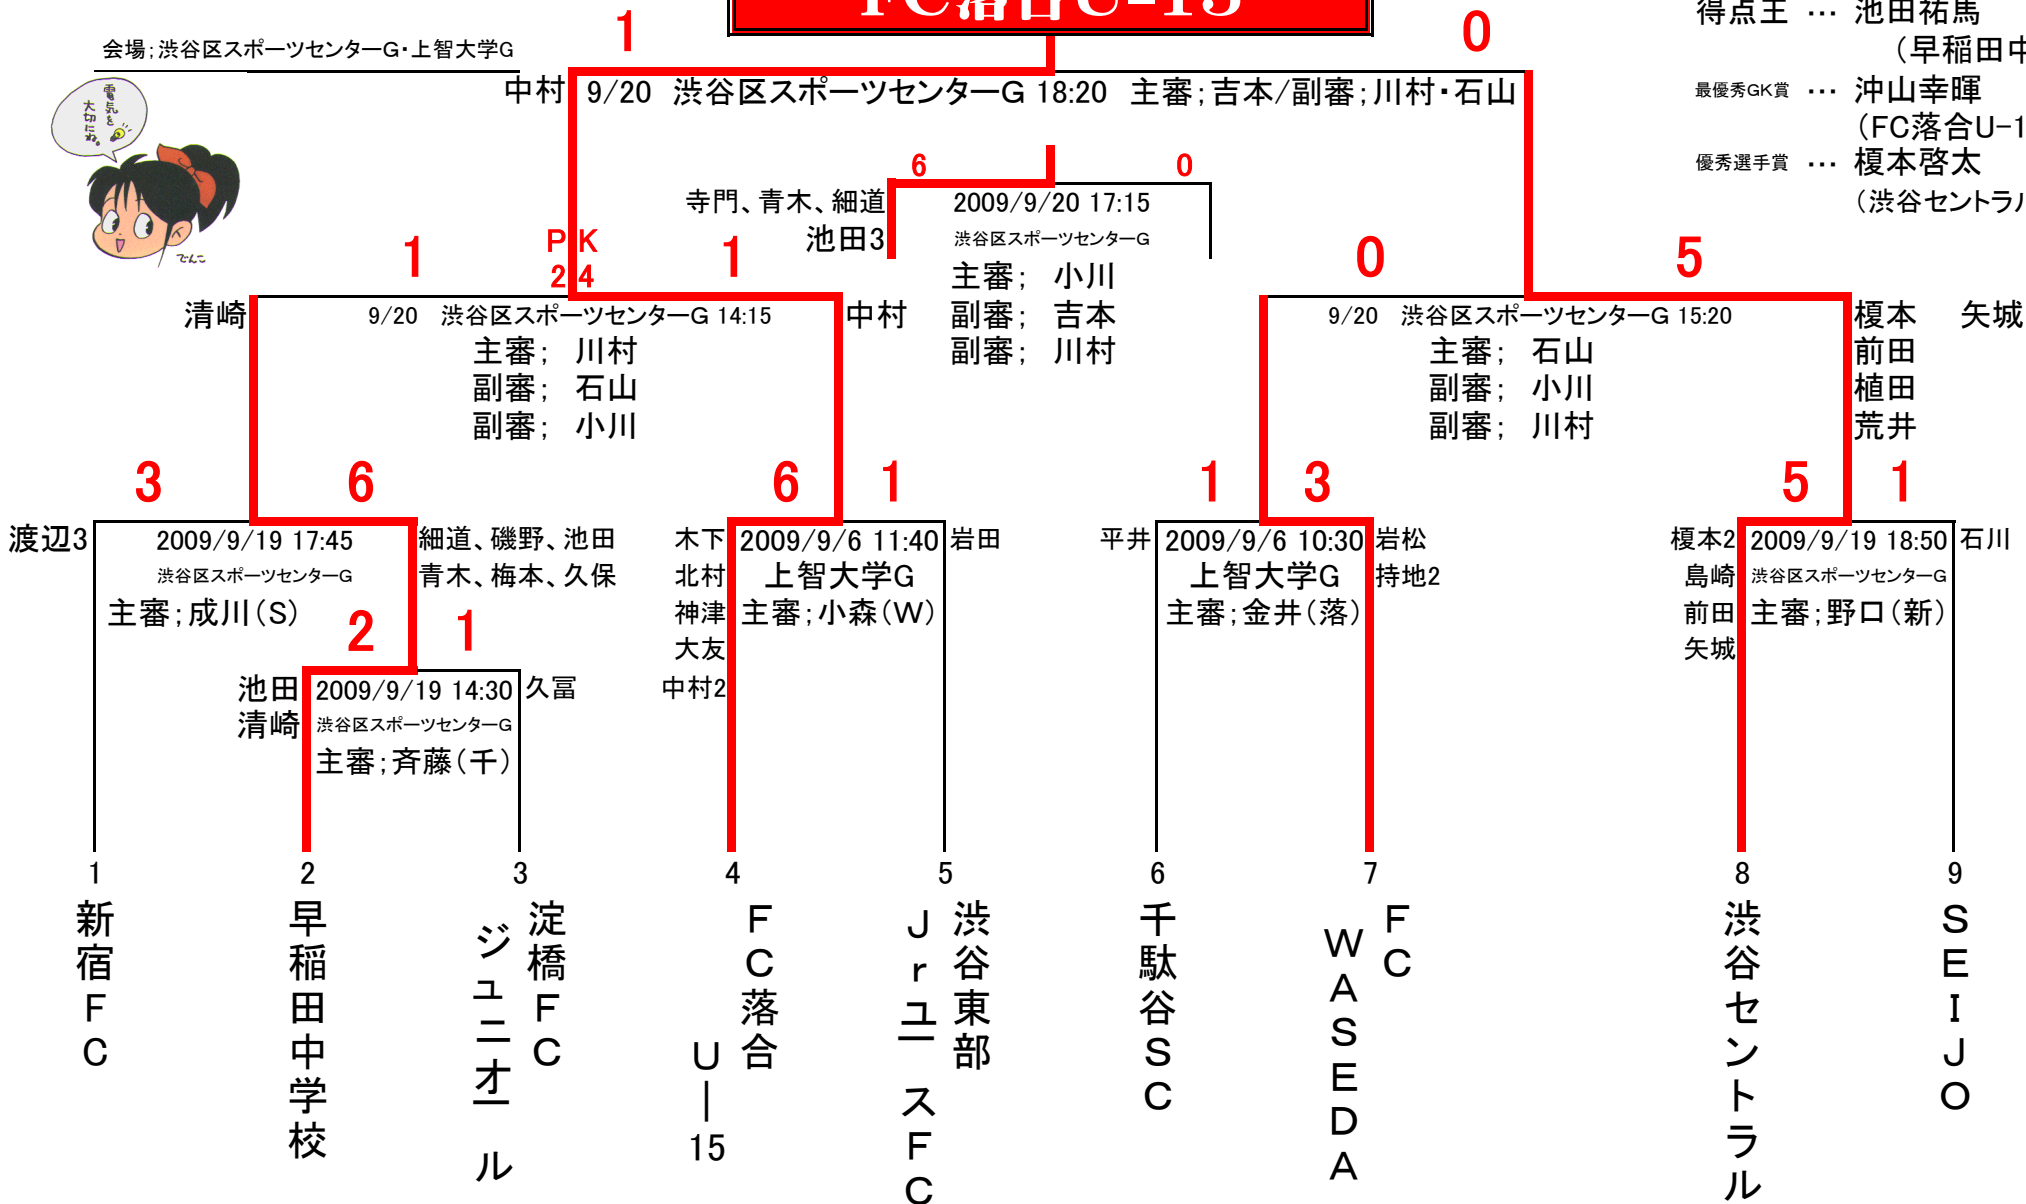 FC落合U-15
1
0
得点王 … 池田祐馬
（早稲田中
会場；渋谷区スポーツセンターG・上智大学G
中村
9/20 渋谷区スポーツセンターG 18:20 主審；吉本/副審；川村・石山
最優秀GK賞 … 沖山幸暉
（FC落合U-1
優秀選手賞 … 榎本啓太
（渋谷セントラル
電気を
大切にね。
でんこ
6
0
寺門、青木、細道
池田3
2009/9/20 17:15
渋谷区スポーツセンターG
主審； 小川
副審； 吉本
副審； 川村
1
PK
24
1
清崎
9/20 渋谷区スポーツセンターG 14:15
中村
主審； 川村
副審； 石山
副審； 小川
0
5
9/20 渋谷区スポーツセンターG 15:20
榎本 矢城
前田
植田
荒井
主審； 石山
副審； 小川
副審； 川村
3
6
渡辺3
2009/9/19 17:45
渋谷区スポーツセンターG
主審；成川（S）
細道、磯野、池田
青木、梅本、久保
2
1
池田
清崎
2009/9/19 14:30
渋谷区スポーツセンターG
主審；斉藤（千）
久冨
6
1
木下
北村
神津
大友
中村2
2009/9/6 11:40
上智大学G
主審；小森（W）
岩田
1
3
平井
2009/9/6 10:30
上智大学G
主審；金井（落）
岩松
持地2
5
1
榎本2
島崎
前田
矢城
2009/9/19 18:50
渋谷区スポーツセンターG
主審；野口（新）
石川
1
新宿FC
2
早稲田中学校
3
淀橋FC
ジュニオール
4
FC落合
U―15
5
渋谷東部
JrユースFC
6
千駄谷SC
7
FC
WASEDA
8
渋谷セントラル
9
SEIJO